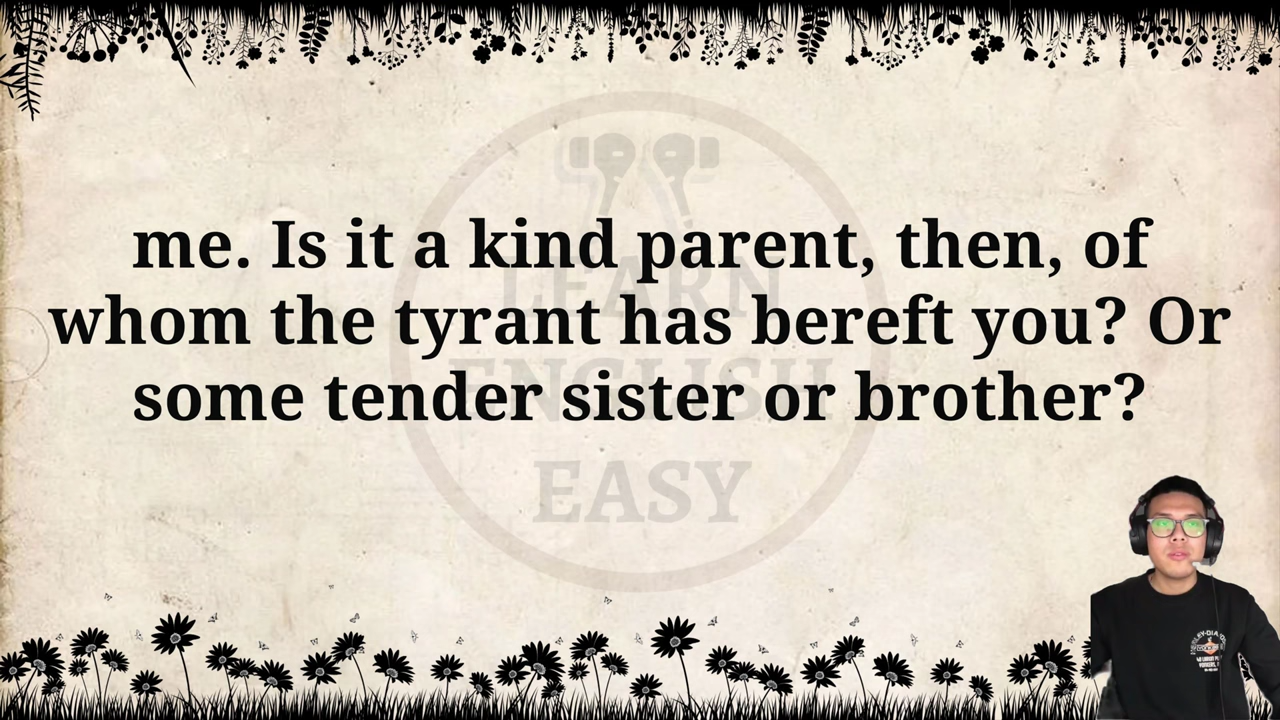 me. Is it a kind parent, then, of
whom the tyrant has bereft you? Or
some tender sister or brother?
LEARN
ENGLISH
EASY